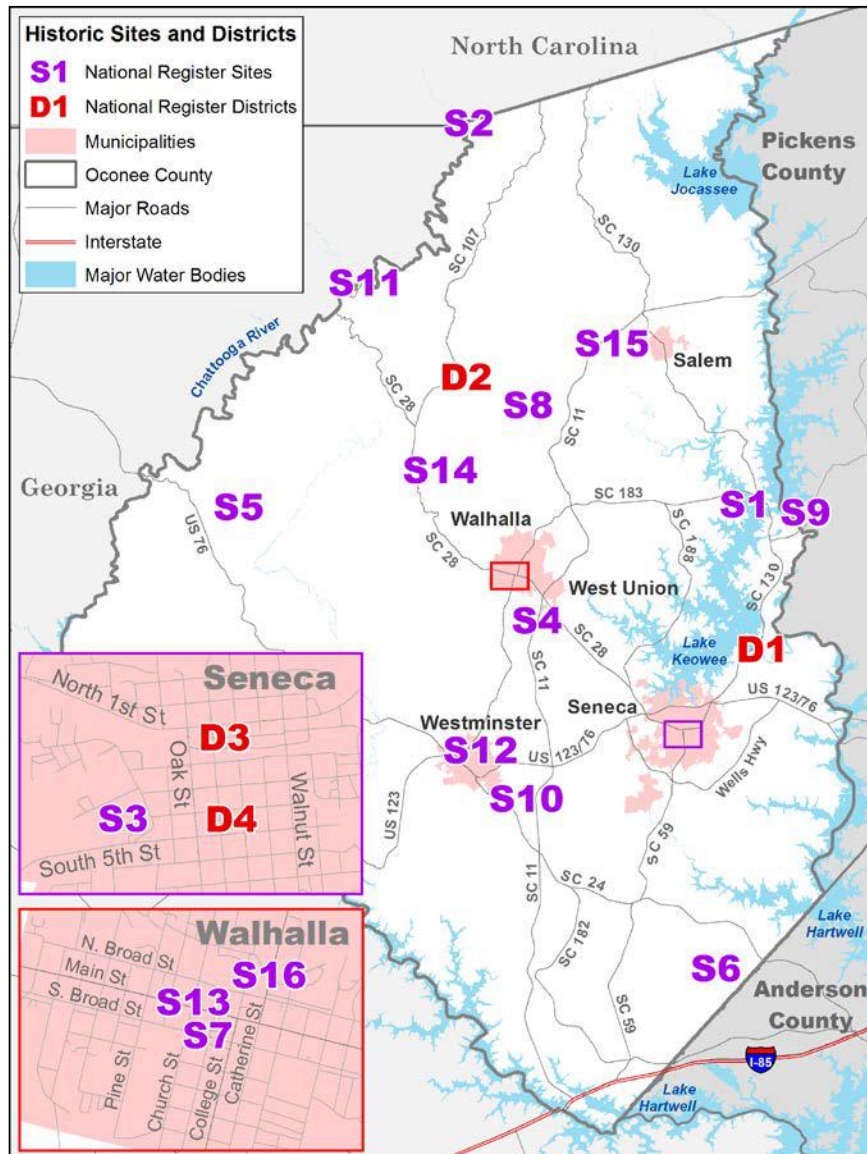 Historic Sites and Districts
S1 National Register Sites
D1 National Register Districts
Municipalities
Oconee County
Major Roads
Interstate
Major Water Bodies
North Carolina
S2
Pickens
County
Lake
Jocassee
SC 107
SC 130
S11
Chattooga River
S15
Salem
D2
SC 28
S8
SC 11
S14
Georgia
S5
US 76
SC 183
S1
S9
Walhalla
SC 188
SC 28
West Union
SC 130
S4
SC 28
Lake
Keowee
D1
SC 11
Seneca
US 123/76
Westminster
S12
US 123/76
Wells Hwy
S10
US 123
SC 59
SC 11
SC 24
SC 182
Lake
Hartwell
S6
Anderson
County
SC 59
I-85
Lake
Hartwell
Seneca
North 1st St
D3
Oak St
Walnut St
S3
D4
South 5th St
Walhalla
N. Broad St
Main St
S. Broad St
S16
S13
S7
Pine St
Church St
College St
Catherine St